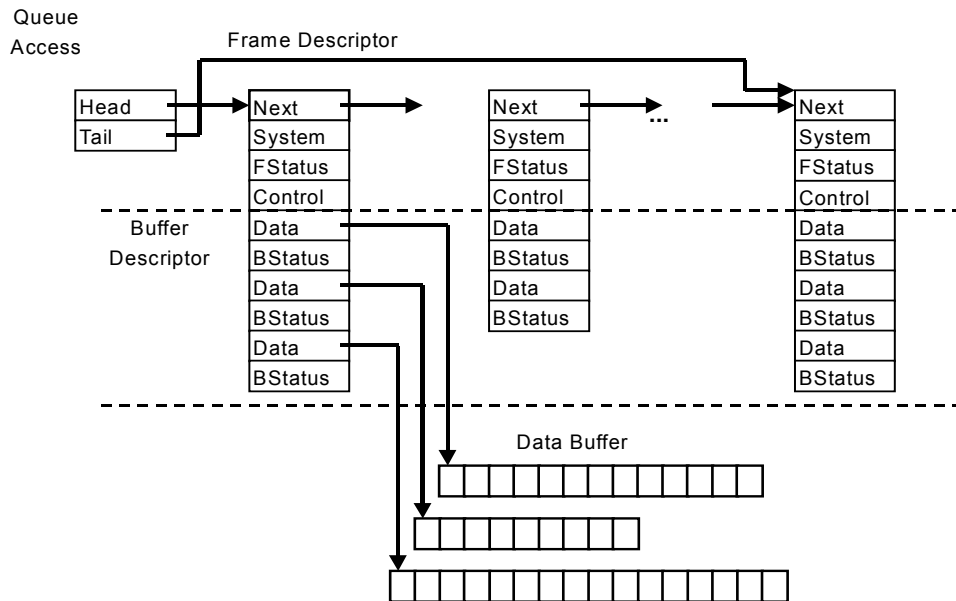 Queue
Access
Frame Descriptor
Head
Tail
Next
System
FStatus
Control
Next
System
FStatus
Control
...
Next
System
FStatus
Control
Buffer
Descriptor
Data
BStatus
Data
BStatus
Data
BStatus
Data
BStatus
Data
BStatus
Data
BStatus
Data
BStatus
Data
BStatus
Data Buffer